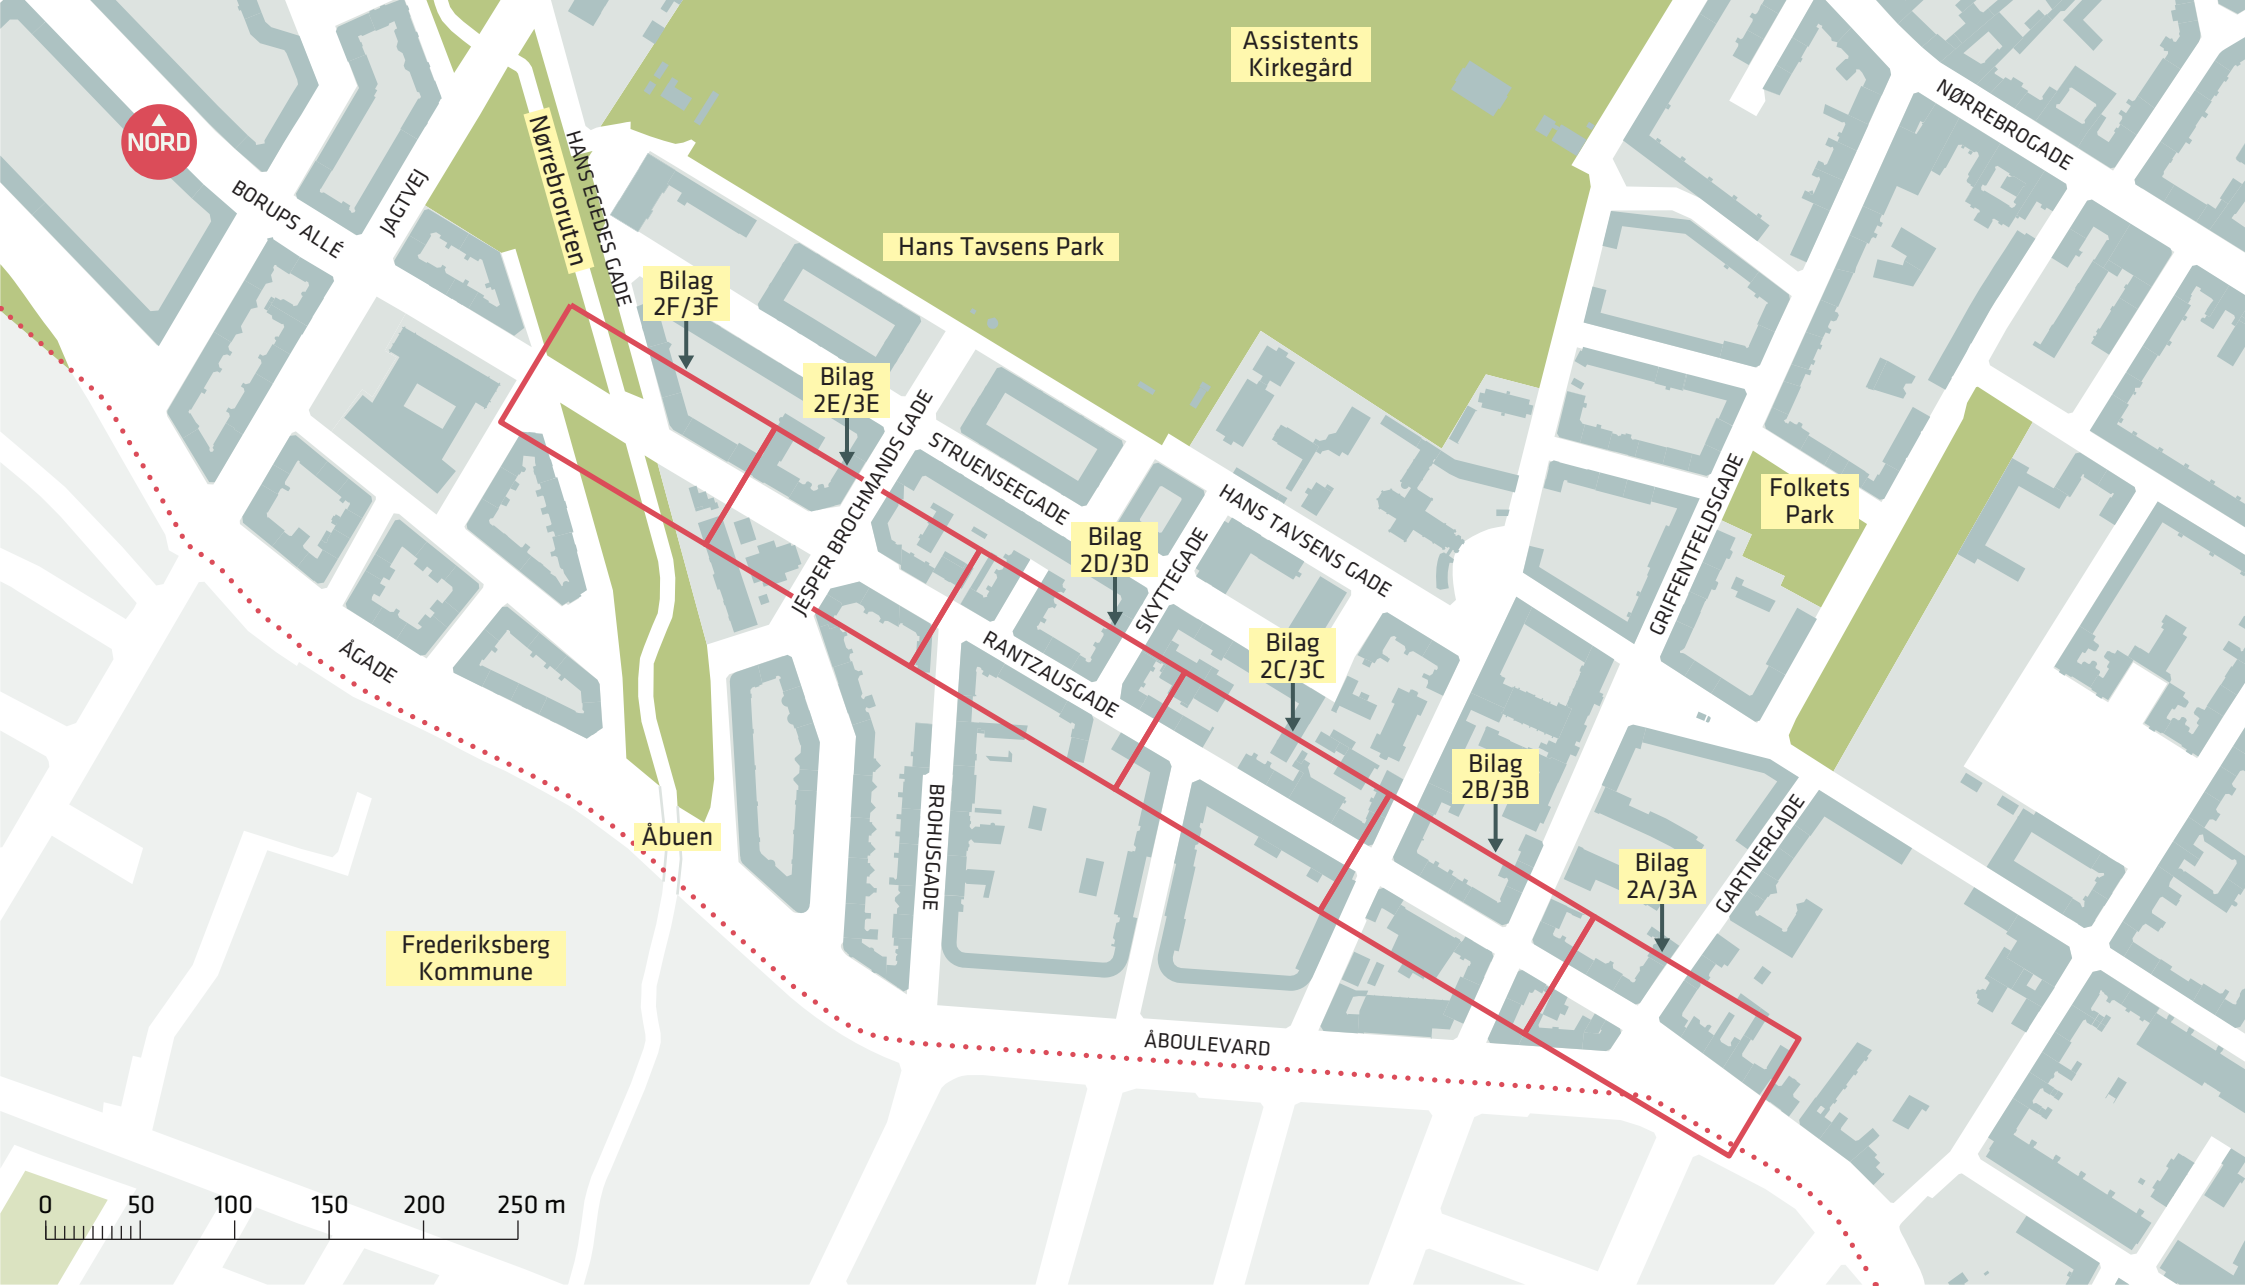 Assistents
Kirkegård
NØRREBROGADE
NORD
BORUPS ALLÉ
JAGTVEJ
Nørrebroruten
HANS EGEDES GADE
Hans Tavsens Park
Bilag
2F/3F
Bilag
2E/3E
JESPER BROCHMANDS GADE
STRUENSEEGADE
HANS TAVSENS GADE
GRIFFENTFELDSGADE
Folkets
Park
Bilag
2D/3D
SKYTTEGADE
RANTZAUSGADE
Bilag
2C/3C
ÅGADE
Bilag
2B/3B
BROHUSGADE
Åbuen
GARTNERGADE
Bilag
2A/3A
Frederiksberg
Kommune
ÅBOULEVARD
0 50 100 150 200 250 m